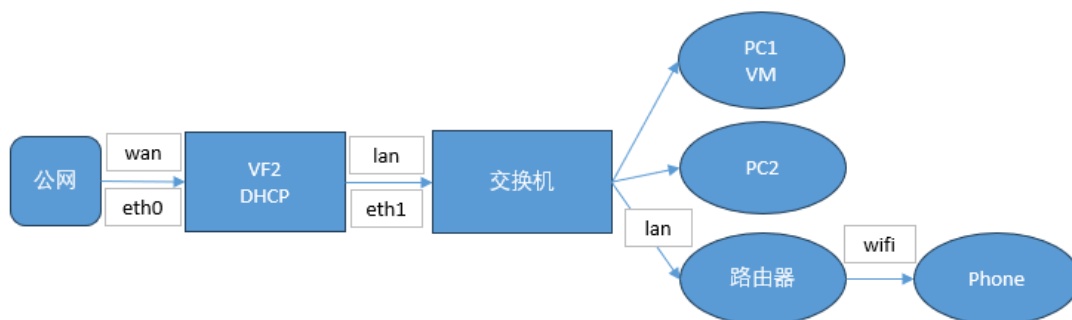 PC1
VM
公网
wan
eth0
VF2
DHCP
lan
eth1
交换机
PC2
lan
路由器
wifi
Phone